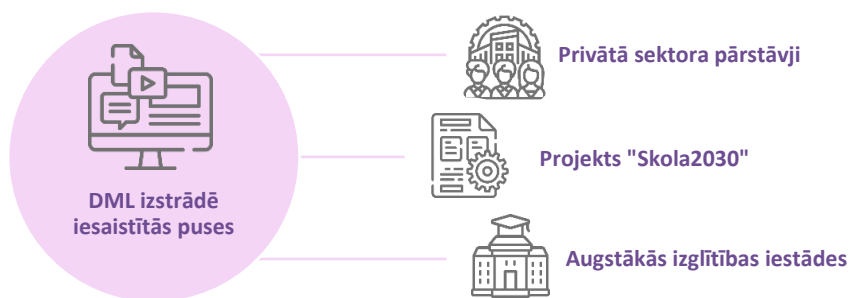 DML izstrādē
iesaistītās puses
Privātā sektora pārstāvji
Projekts "Skola2030"
Augstākās izglītības iestādes